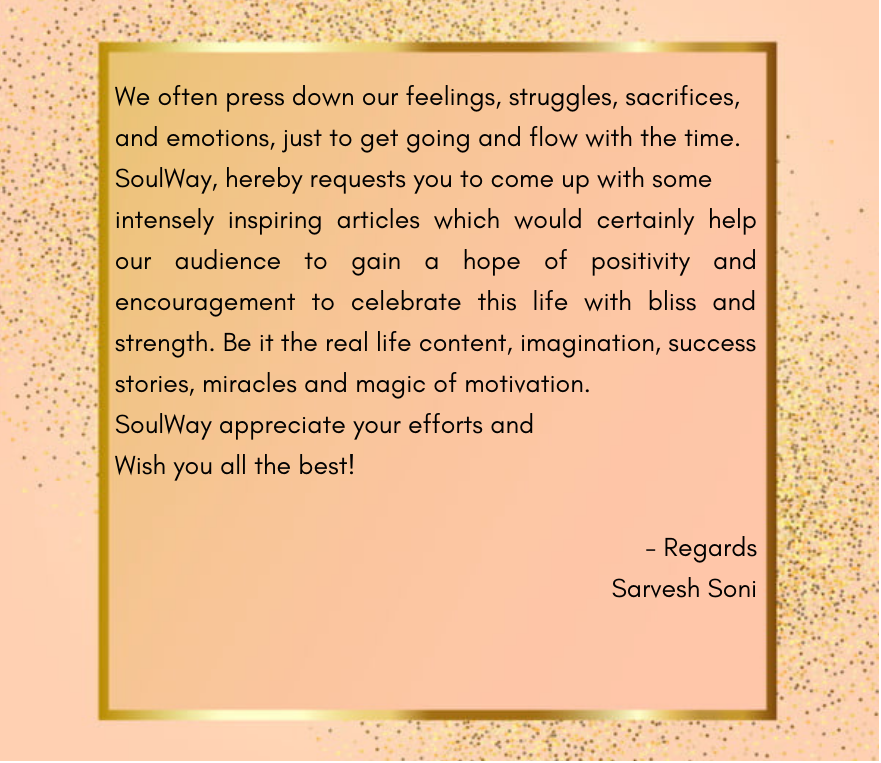 We often press down our feelings, struggles, sacrifices,
and emotions, just to get going and flow with the time.
SoulWay, hereby requests you to come up with some
intensely inspiring articles which would certainly help
our audience to gain a hope of positivity and
encouragement to celebrate this life with bliss and
strength. Be it the real life content, imagination, success
stories, miracles and magic of motivation.
SoulWay appreciate your efforts and
Wish you all the best!
– Regards
Sarvesh Soni